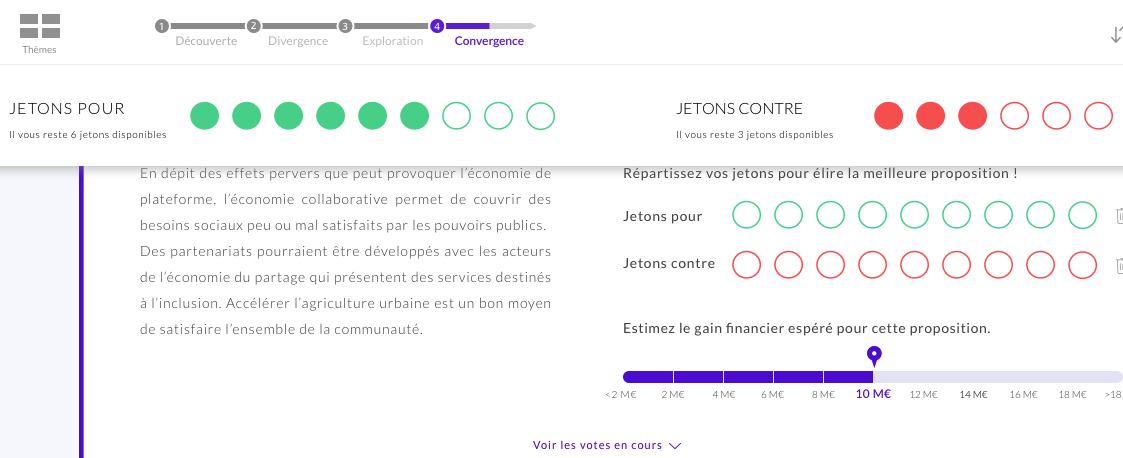 Thèmes
1 2 3 4
Découverte Divergence Exploration Convergence
JETONS POUR
Il vous reste 6 jetons disponibles
JETONS CONTRE
Il vous reste 3 jetons disponibles
En dépit des effets pervers que peut provoquer l’économie de
plateforme, l’économie collaborative permet de couvrir des
besoins sociaux peu ou mal satisfaits par les pouvoirs publics.
Des partenariats pourraient être développés avec les acteurs
de l’économie du partage qui présentent des services destinés
à l’inclusion. Accélérer l’agriculture urbaine est un bon moyen
de satisfaire l’ensemble de la communauté.
Répartissez vos jetons pour élire la meilleure proposition !
Jetons pour
Jetons contre
Estimez le gain financier espéré pour cette proposition.
<2 M€ 2 M€ 4 M€ 6 M€ 8 M€ 10 M€ 12 M€ 14 M€ 16 M€ 18 M€ >18
Voir les votes en cours